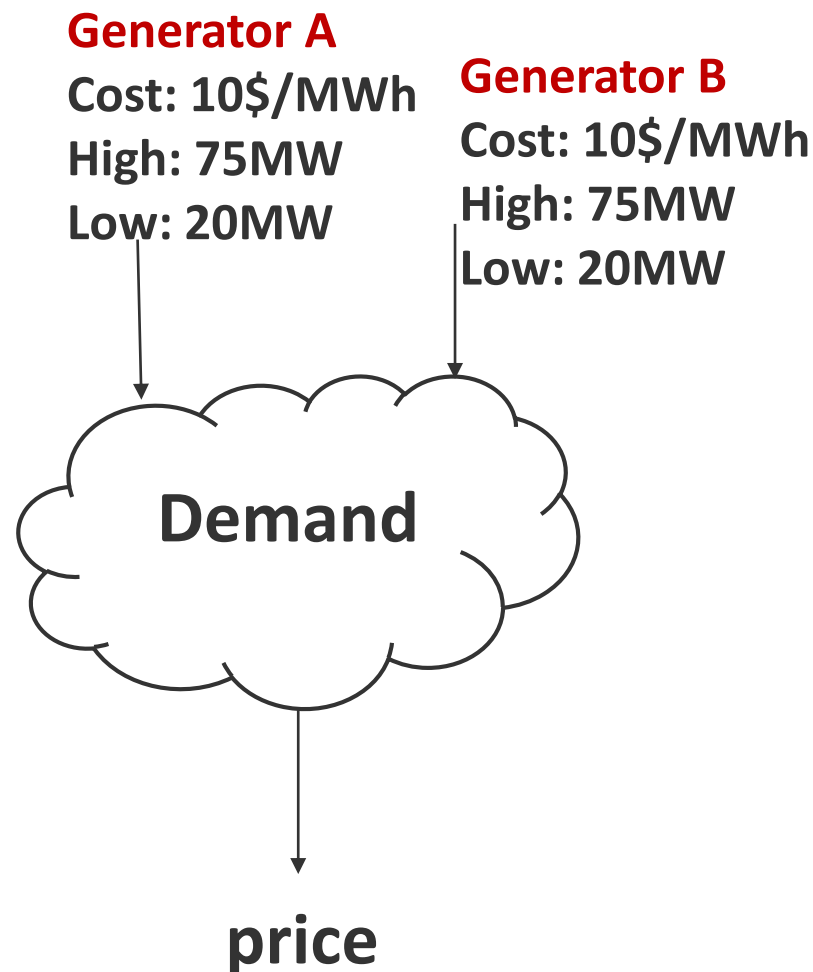 Generator A
Cost: 10$/MWh
High: 75MW
Low: 20MW
Generator B
Cost: 10$/MWh
High: 75MW
Low: 20MW
Demand
price